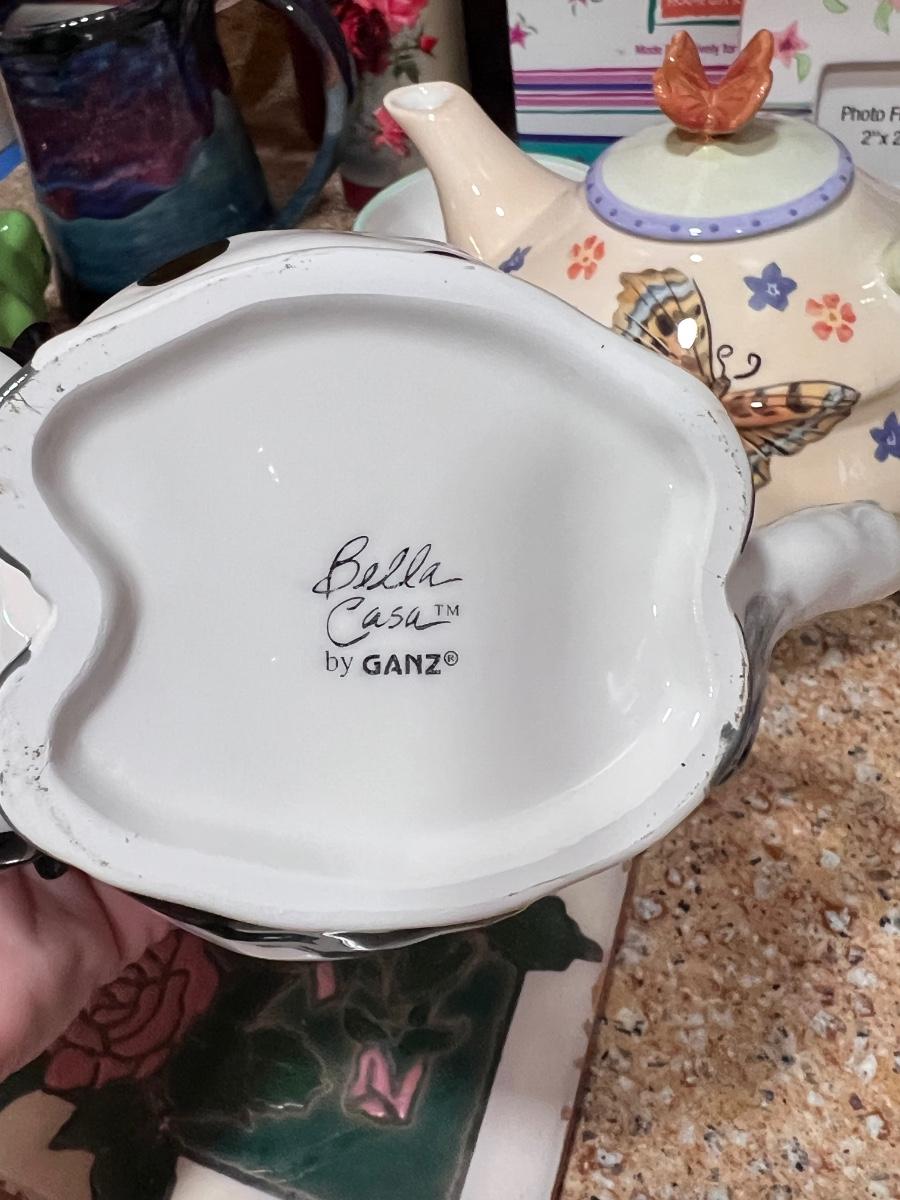 Photo F
2"x 2
Bella
Casa™
by GANZ®